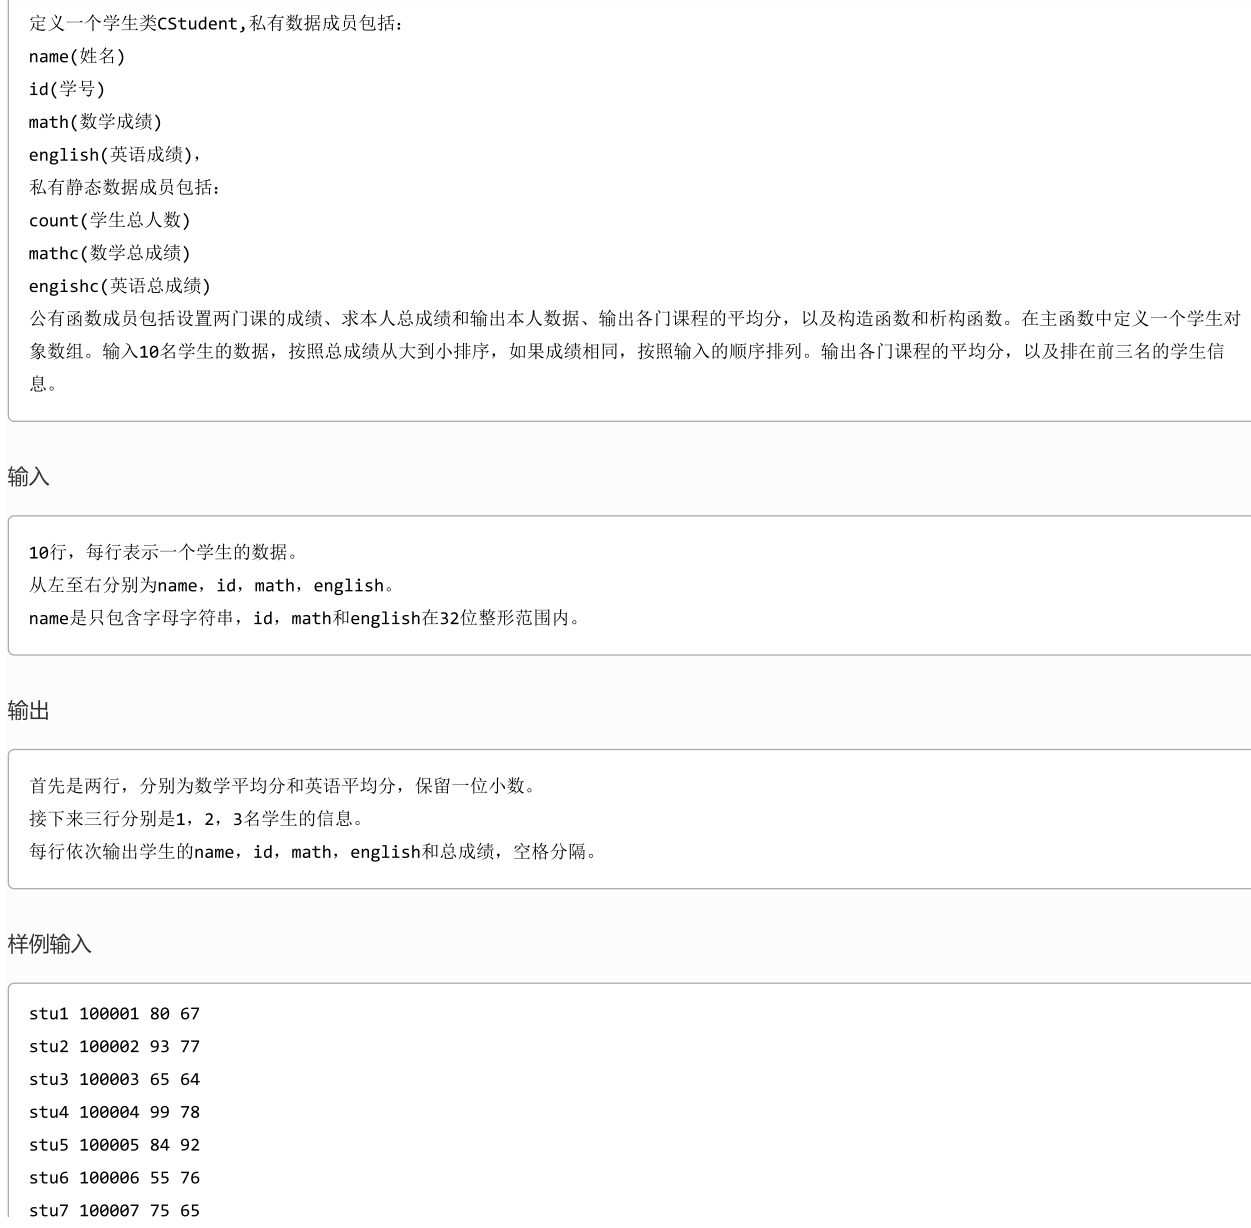 定义一个学生类CStudent,私有数据成员包括：
name(姓名)
id(学号)
math(数学成绩)
english(英语成绩)，
私有静态数据成员包括：
count(学生总人数)
mathc(数学总成绩)
engishc(英语总成绩)
公有函数成员包括设置两门课的成绩、求本人总成绩和输出本人数据、输出各门课程的平均分，以及构造函数和析构函数。在主函数中定义一个学生对
象数组。输入10名学生的数据，按照总成绩从大到小排序，如果成绩相同，按照输入的顺序排列。输出各门课程的平均分，以及排在前三名的学生信
息。
输入
10行，每行表示一个学生的数据。
从左至右分别为name，id，math，english。
name是只包含字母字符串，id，math和english在32位整形范围内。
输出
首先是两行，分别为数学平均分和英语平均分，保留一位小数。
接下来三行分别是1，2，3名学生的信息。
每行依次输出学生的name，id，math，english和总成绩，空格分隔。
样例输入
stu1 100001 80 67
stu2 100002 93 77
stu3 100003 65 64
stu4 100004 99 78
stu5 100005 84 92
stu6 100006 55 76
stu7 100007 75 65